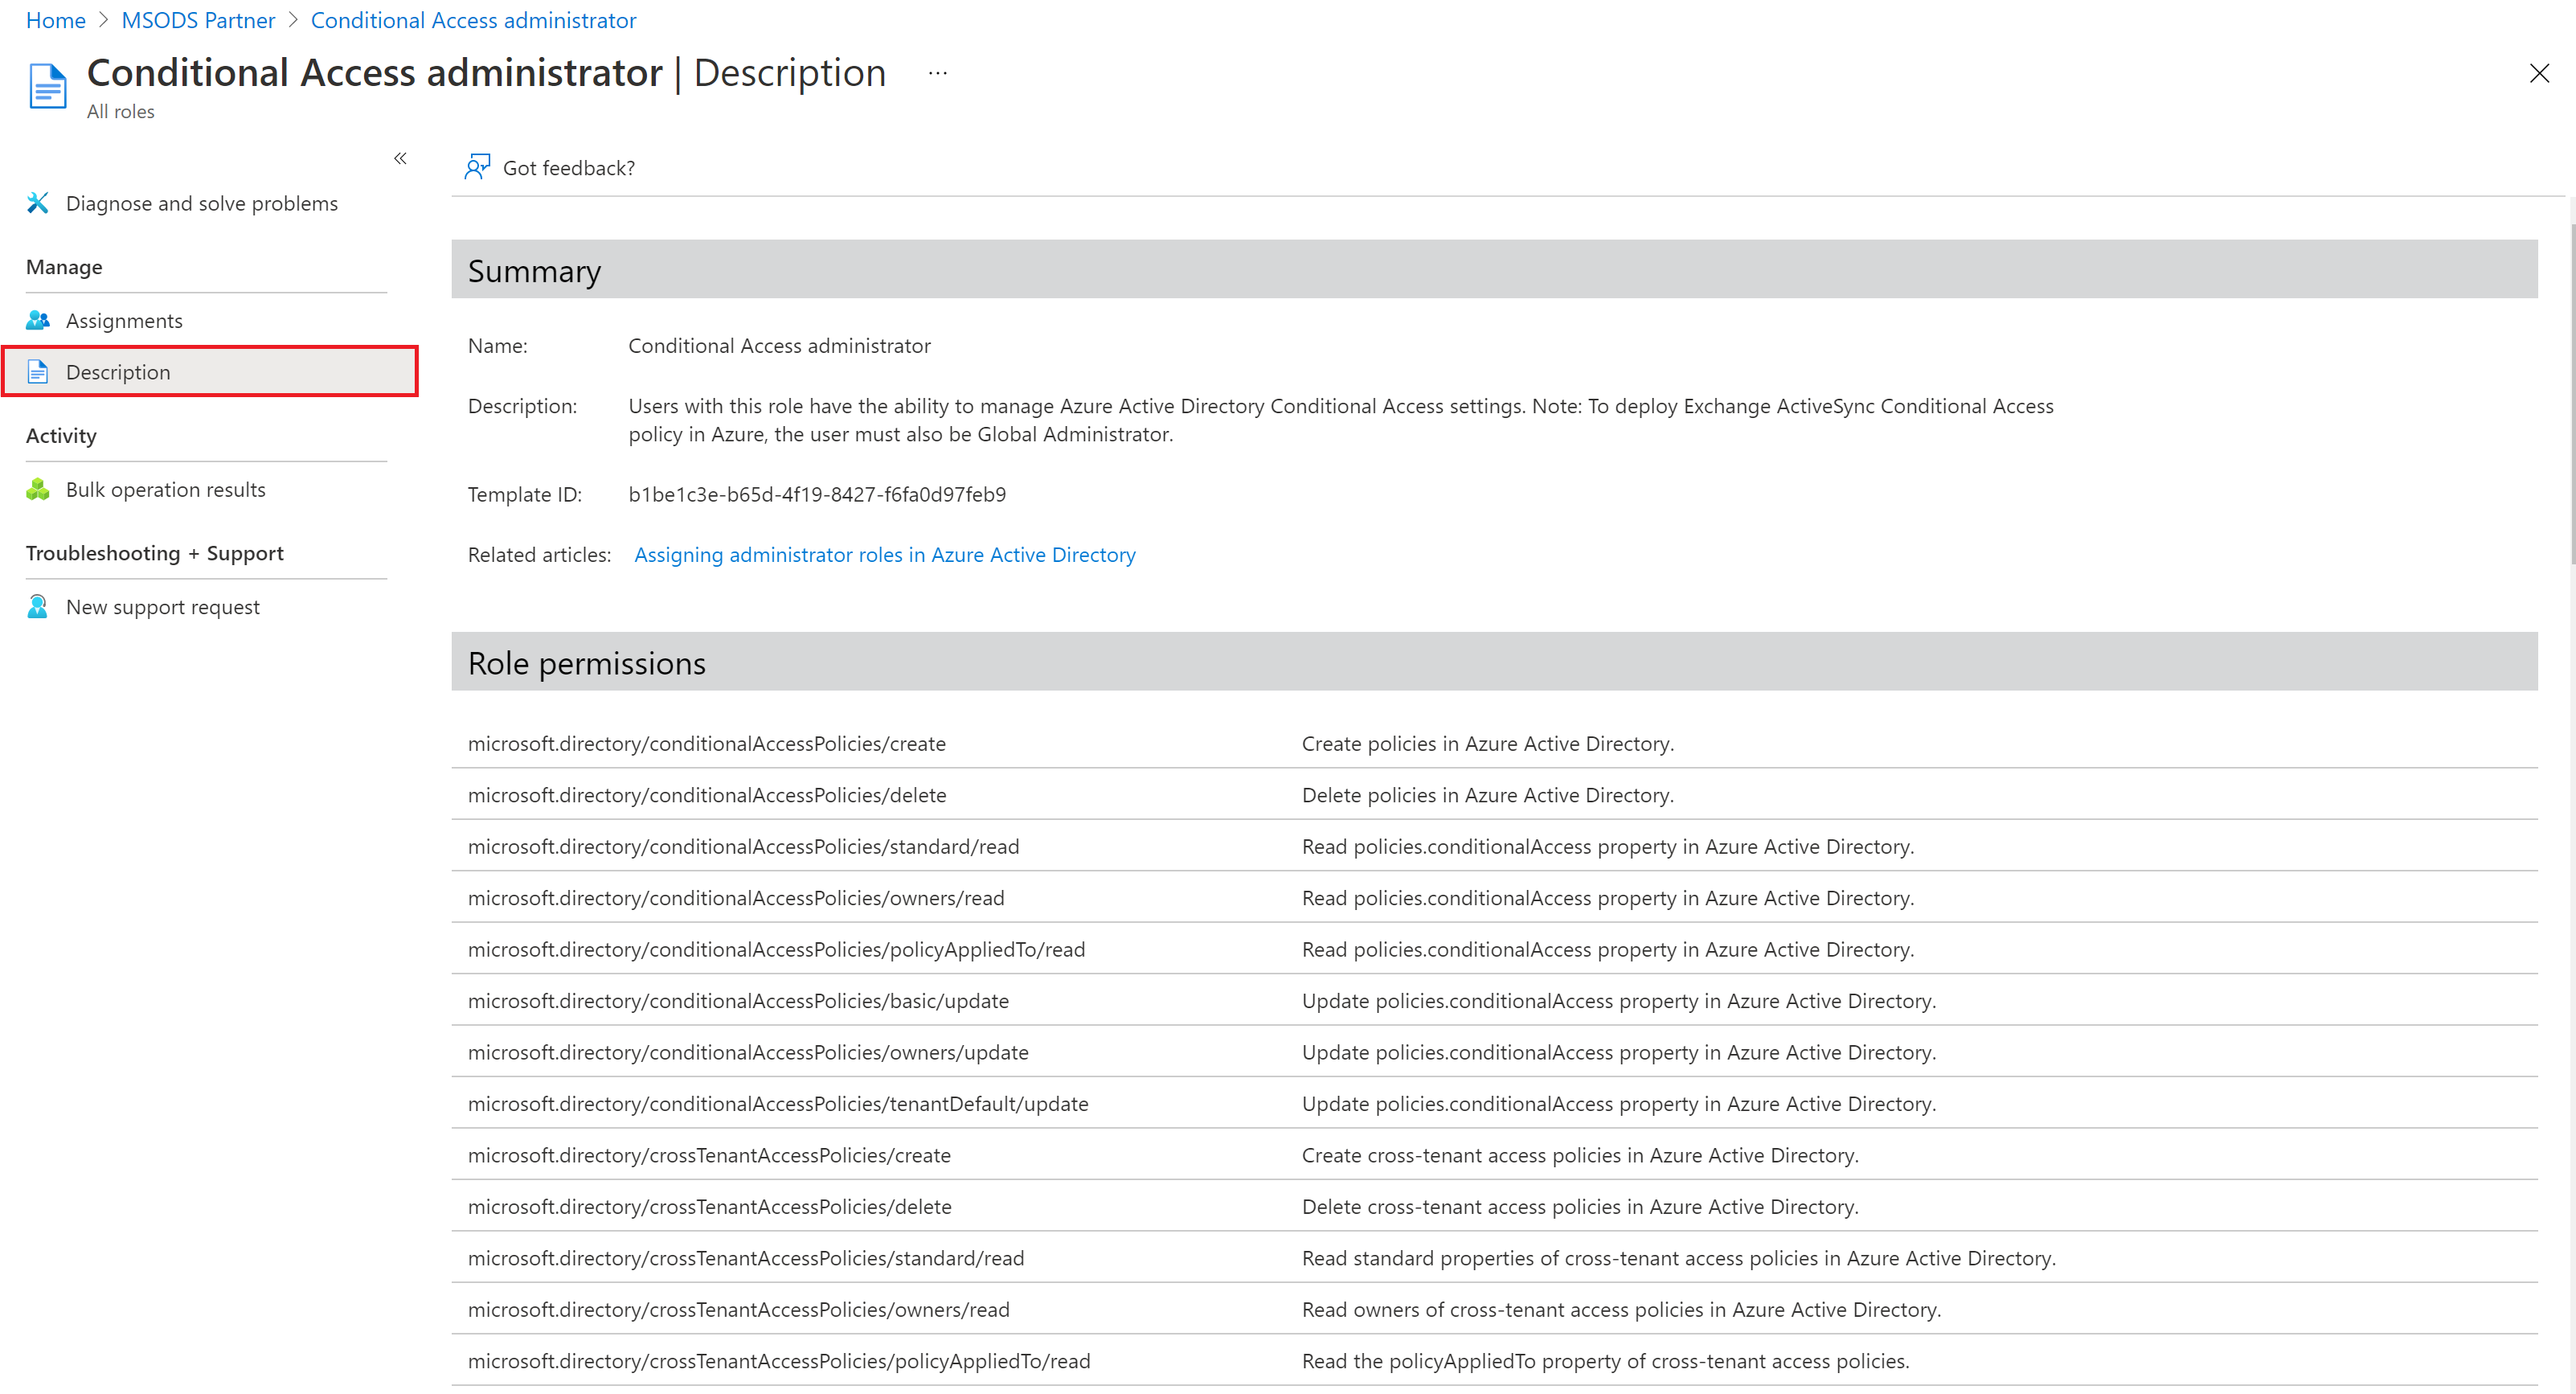 Home > MSODS Partner > Conditional Access administrator
Conditional Access administrator | Description ...
All roles
«
Got feedback?
Diagnose and solve problems
Manage
Assignments
Description
Activity
Bulk operation results
Troubleshooting + Support
New support request
Summary
Name: Conditional Access administrator
Description: Users with this role have the ability to manage Azure Active Directory Conditional Access settings. Note: To deploy Exchange ActiveSync Conditional Access
policy in Azure, the user must also be Global Administrator.
Template ID: b1be1c3e-b65d-4f19-8427-f6fa0d97feb9
Related articles: Assigning administrator roles in Azure Active Directory
Role permissions
microsoft.directory/conditionalAccessPolicies/create Create policies in Azure Active Directory.
microsoft.directory/conditionalAccessPolicies/delete Delete policies in Azure Active Directory.
microsoft.directory/conditionalAccessPolicies/standard/read Read policies.conditionalAccess property in Azure Active Directory.
microsoft.directory/conditionalAccessPolicies/owners/read Read policies.conditionalAccess property in Azure Active Directory.
microsoft.directory/conditionalAccessPolicies/policyAppliedTo/read Read policies.conditionalAccess property in Azure Active Directory.
microsoft.directory/conditionalAccessPolicies/basic/update Update policies.conditionalAccess property in Azure Active Directory.
microsoft.directory/conditionalAccessPolicies/owners/update Update policies.conditionalAccess property in Azure Active Directory.
microsoft.directory/conditionalAccessPolicies/tenantDefault/update Update policies.conditionalAccess property in Azure Active Directory.
microsoft.directory/crossTenantAccessPolicies/create Create cross-tenant access policies in Azure Active Directory.
microsoft.directory/crossTenantAccessPolicies/delete Delete cross-tenant access policies in Azure Active Directory.
microsoft.directory/crossTenantAccessPolicies/standard/read Read standard properties of cross-tenant access policies in Azure Active Directory.
microsoft.directory/crossTenantAccessPolicies/owners/read Read owners of cross-tenant access policies in Azure Active Directory.
microsoft.directory/crossTenantAccessPolicies/policyAppliedTo/read Read the policyAppliedTo property of cross-tenant access policies.